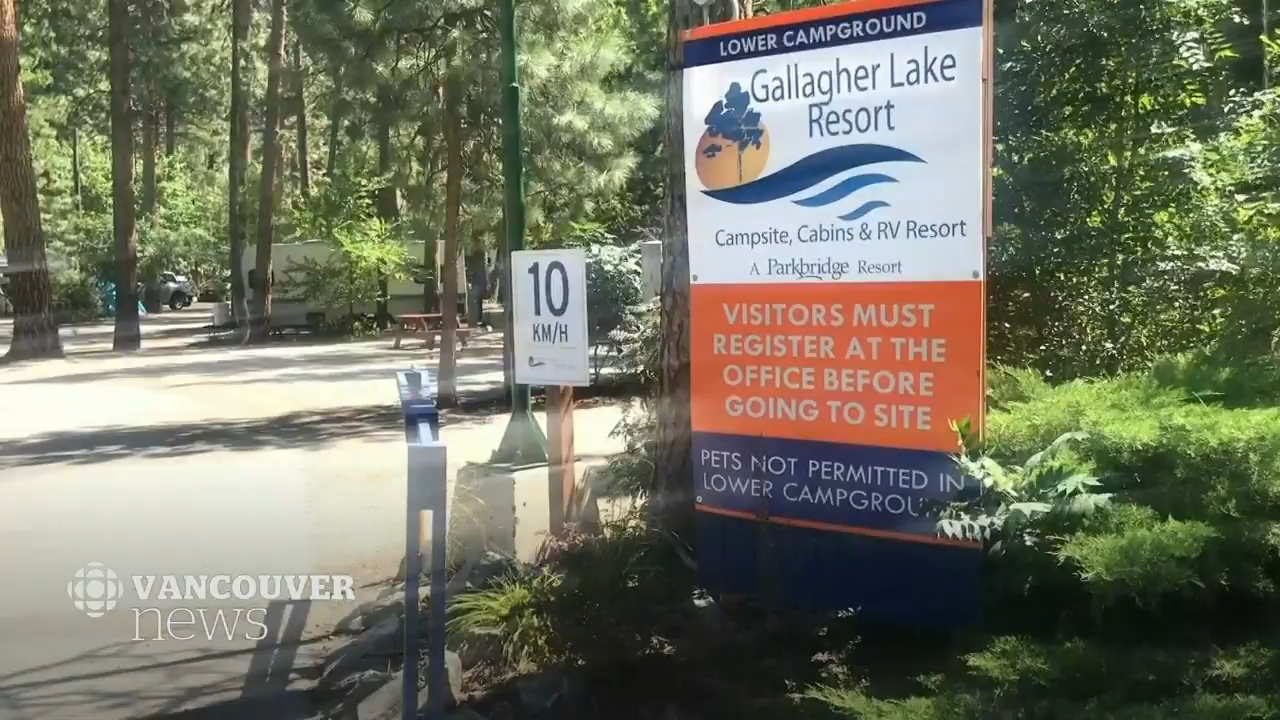 LOWER CAMPGROUND
Gallagher Lake
Resort
Campsite, Cabins & RV Resort
A Parkbridge Resort
VISITORS MUST
REGISTER AT THE
OFFICE BEFORE
GOING TO SITE
PETS NOT PERMITTED IN
LOWER CAMPGROU
10
KM/H
VANCOUVER
news